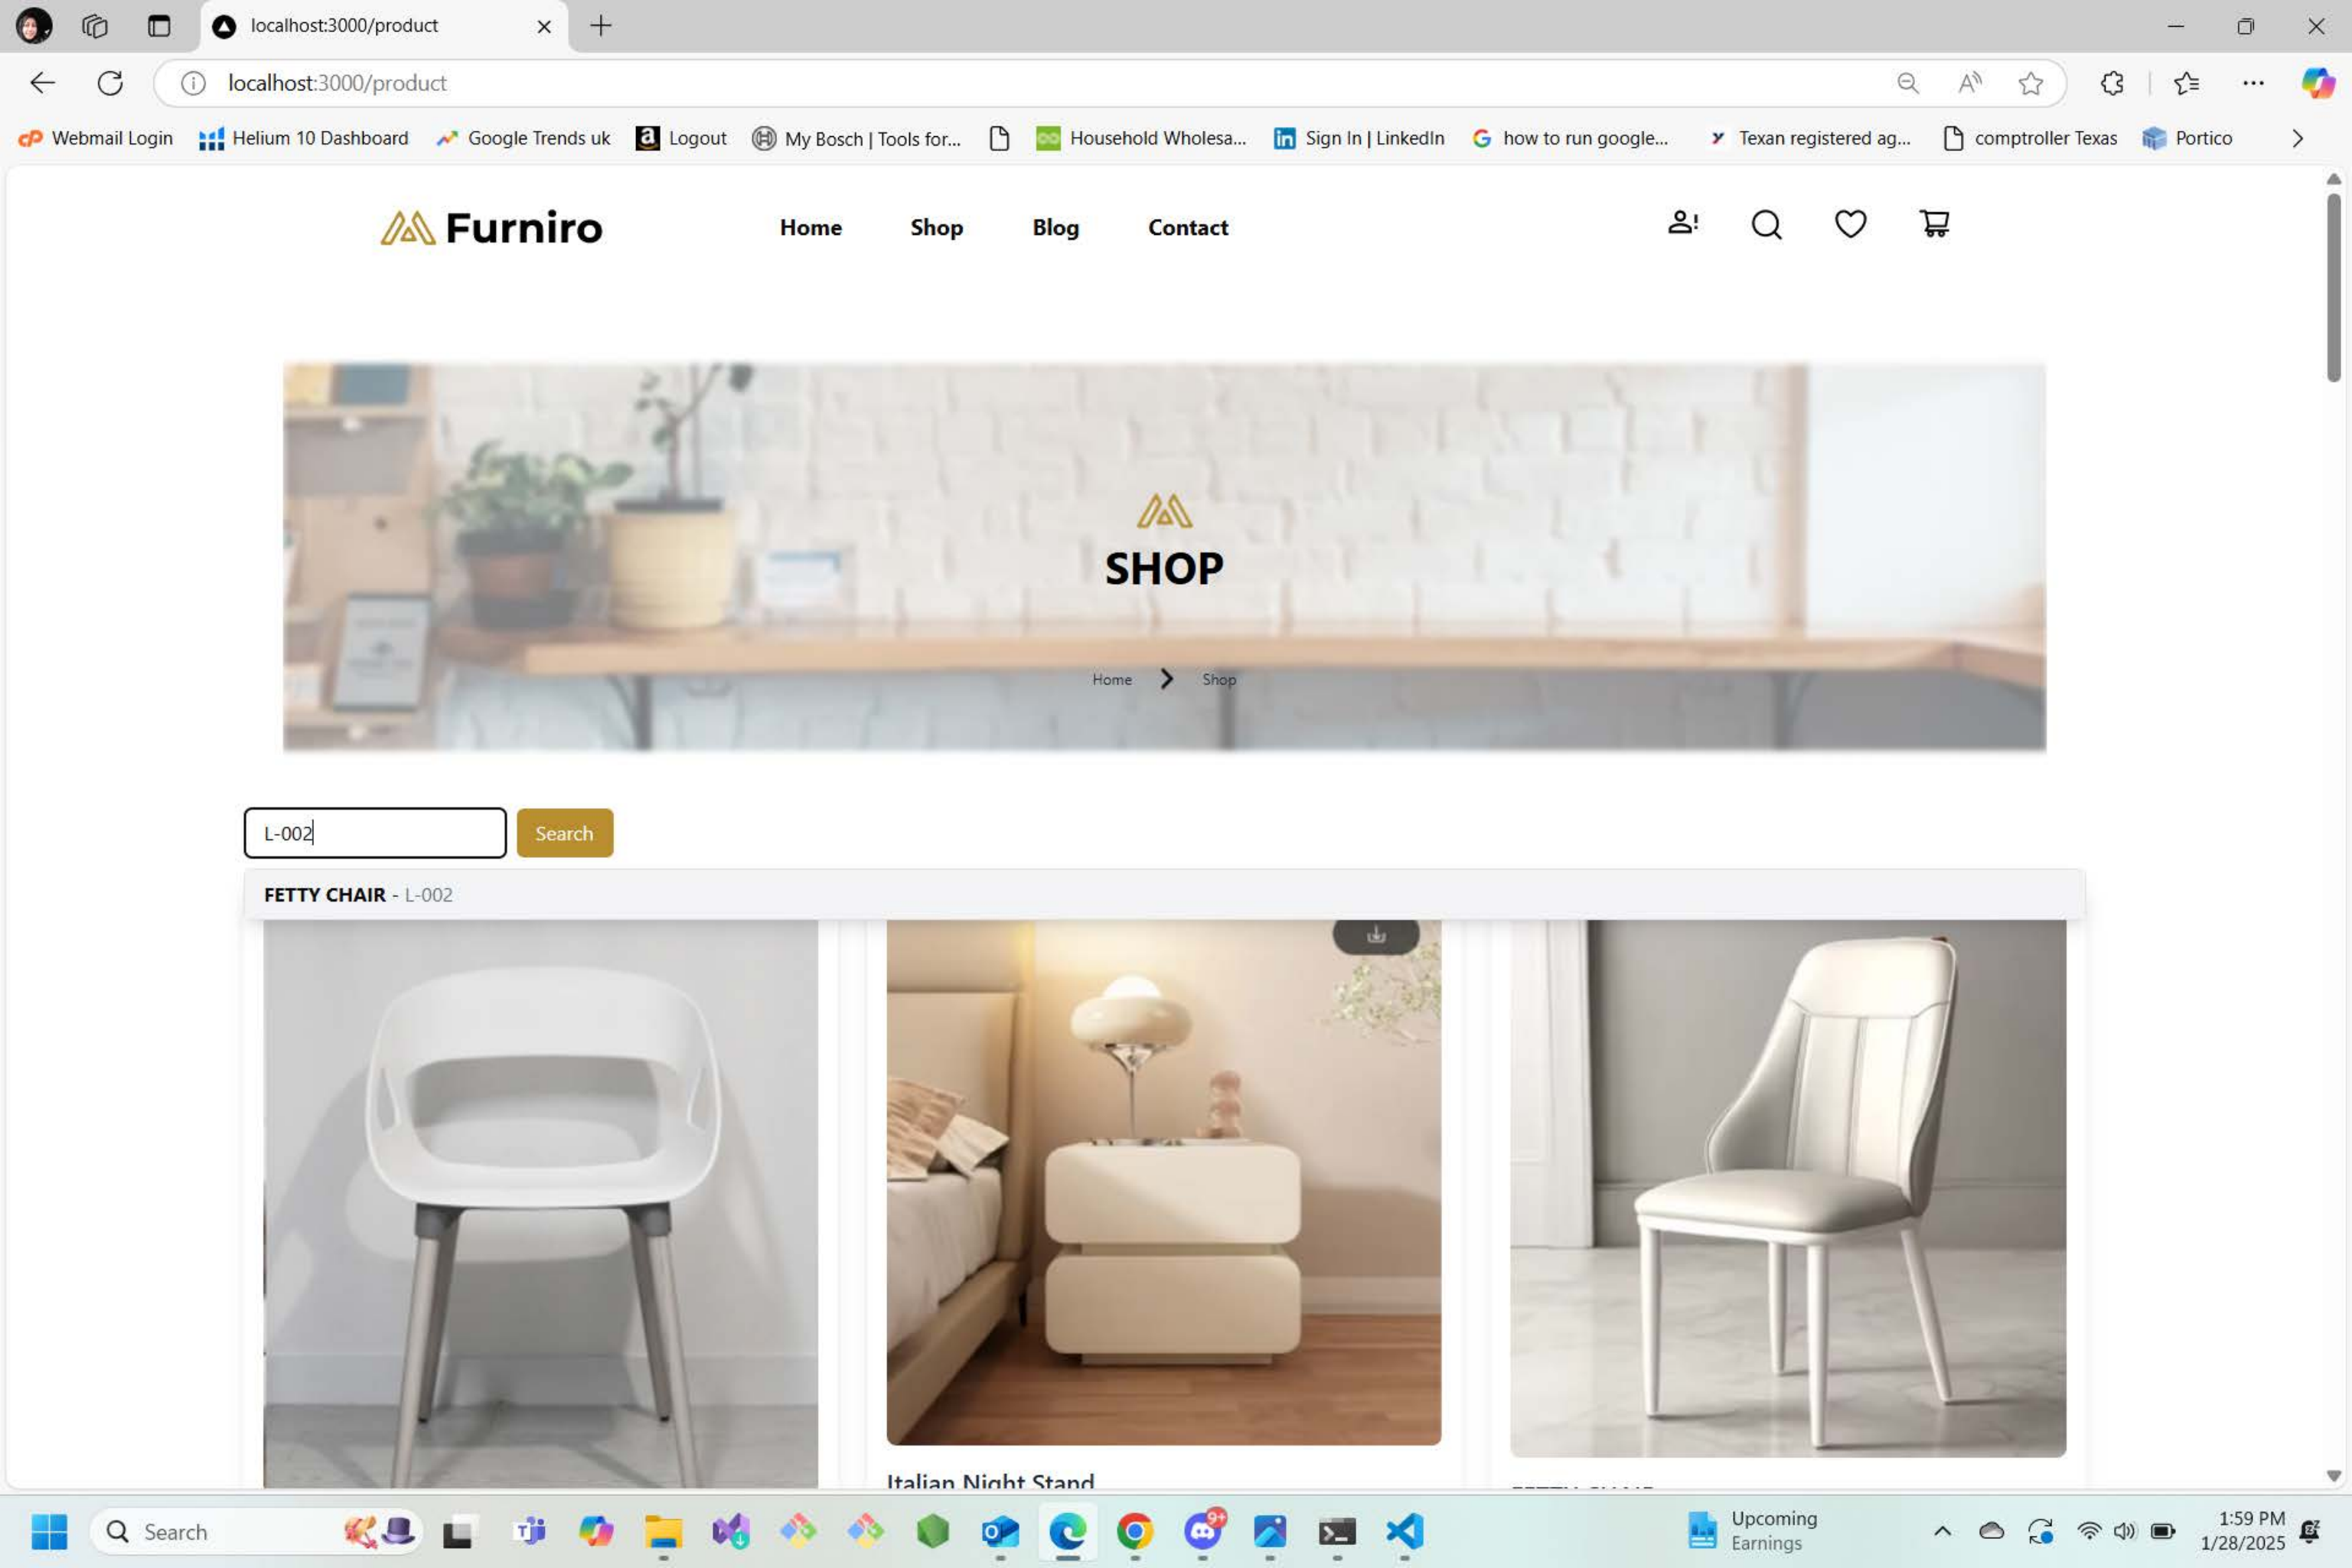 localhost:3000/product
localhost:3000/product
Webmail Login
Helium 10 Dashboard
Google Trends uk
Logout
My Bosch | Tools for...
Household Wholesa...
Sign In | LinkedIn
how to run google...
Texan registered ag...
comptroller Texas
Portico
Furniro
Home
Shop
Blog
Contact
SHOP
Home
Shop
L-002
Search
FETTY CHAIR - L-002
Italian Night Stand
Search
9+
Upcoming
Earnings
1:59 PM
1/28/2025